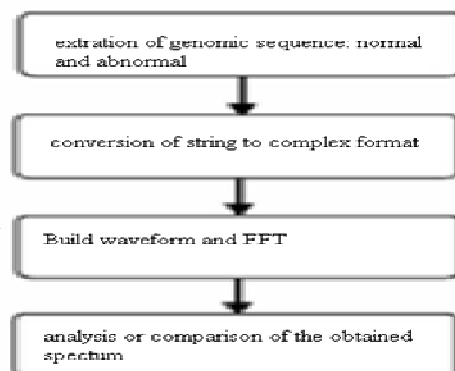 extration of genomic sequence: normal
and abnormal
conversion of string to complex format
Build waveform and FFT
analysis or comparison of the obtained
spectum